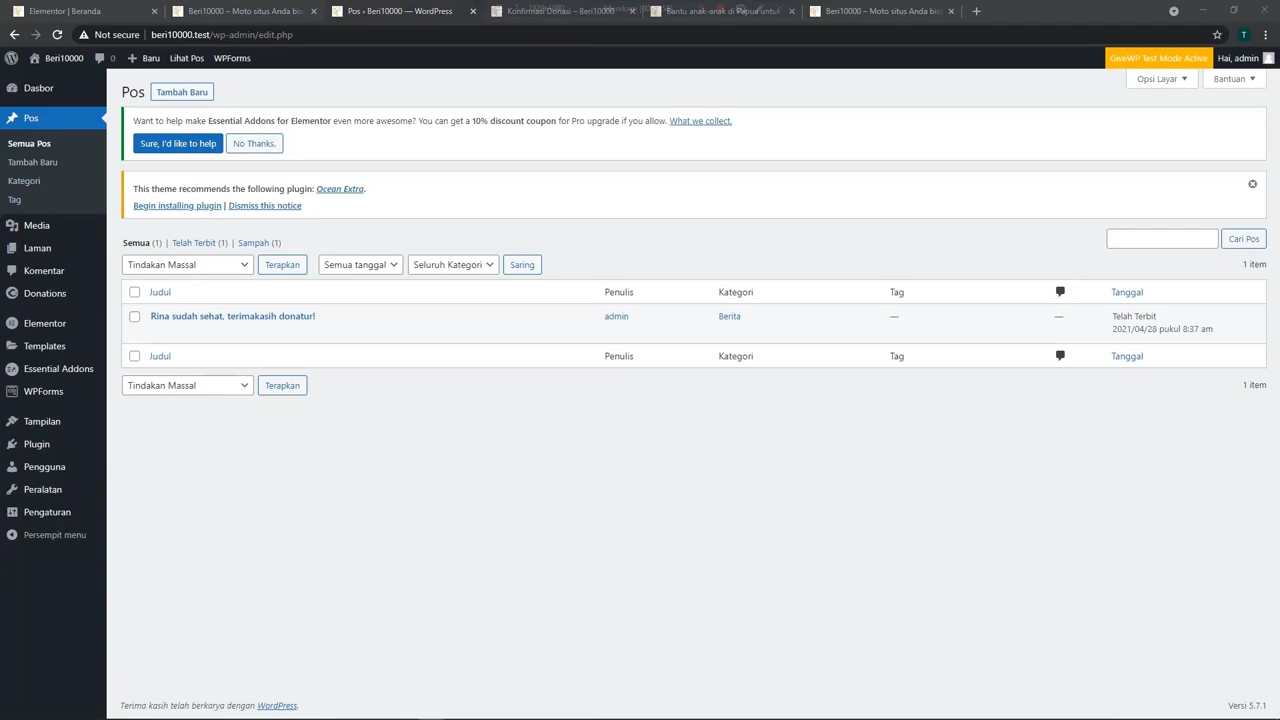 Elementor | Beranda
Beri10000 – Moto situs Anda bis
Pos ‹ Beri10000 — WordPress
Konfirmasi Donasi – Beri10000
Bantu anak-anak di Papua untuk
Beri10000 – Moto situs Anda bis
Not secure | beri10000.test/wp-admin/edit.php
T
Beri10000
0
+ Baru
Lihat Pos
WPForms
GiveWP Test Mode Active
Hai, admin
Dasbor
Pos
Semua Pos
Tambah Baru
Kategori
Tag
Media
Laman
Komentar
Donations
Elementor
Templates
Essential Addons
WPForms
Tampilan
Plugin
Pengguna
Peralatan
Pengaturan
Persempit menu
Opsi Layar
Bantuan
Pos
Tambah Baru
Want to help make Essential Addons for Elementor even more awesome? You can get a 10% discount coupon for Pro upgrade if you allow. What we collect.
Sure, I'd like to help
No Thanks.
This theme recommends the following plugin: Ocean Extra.
Begin installing plugin | Dismiss this notice
Semua (1) | Telah Terbit (1) | Sampah (1)
Cari Pos
Tindakan Massal
Terapkan
Semua tanggal
Seluruh Kategori
Saring
1 item
Judul
Penulis
Kategori
Tag
Tanggal
Rina sudah sehat, terimakasih donatur!
admin
Berita
—
—
Telah Terbit
2021/04/28 pukul 8:37 am
Judul
Penulis
Kategori
Tag
Tanggal
Tindakan Massal
Terapkan
1 item
Terima kasih telah berkarya dengan WordPress.
Versi 5.7.1